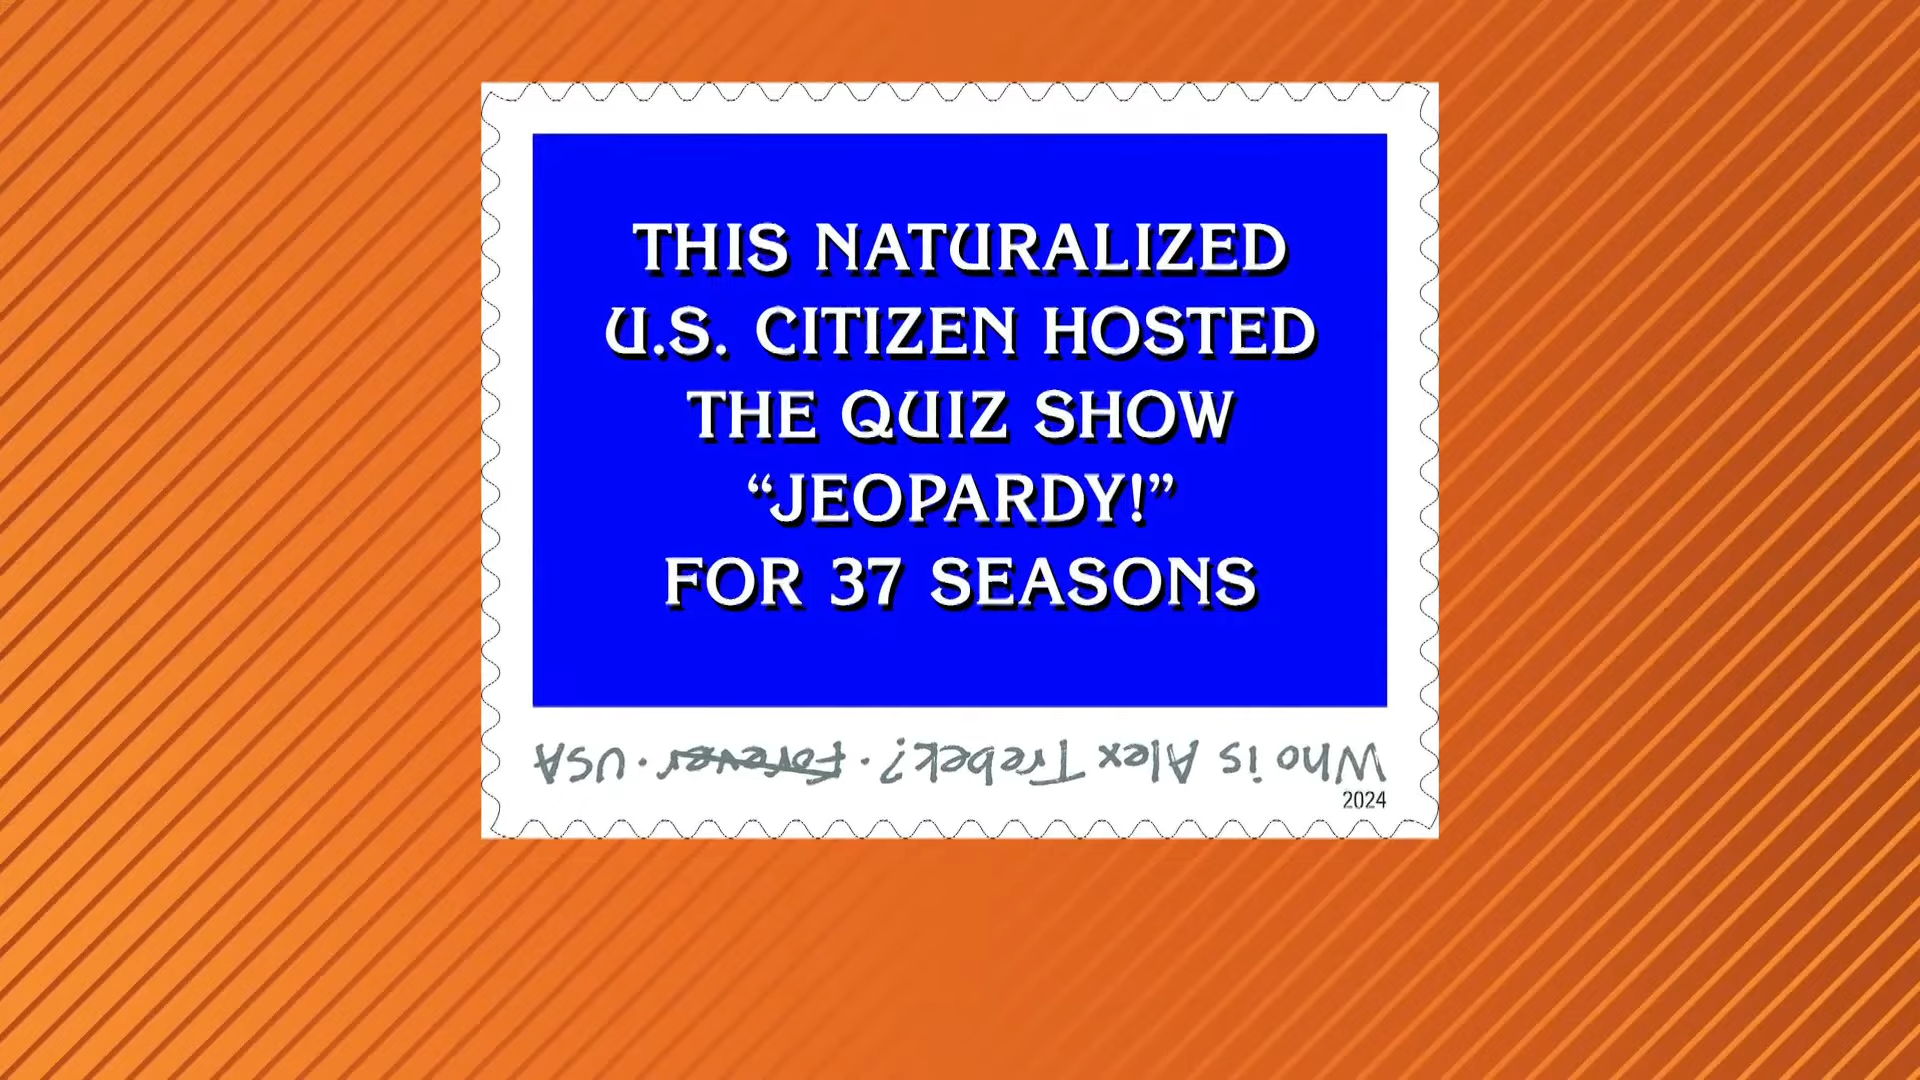 THIS NATURALIZED
U.S. CITIZEN HOSTED
THE QUIZ SHOW
“JEOPARDY!”
FOR 37 SEASONS
Who is Alex Trebek? · Forever · USA
2024